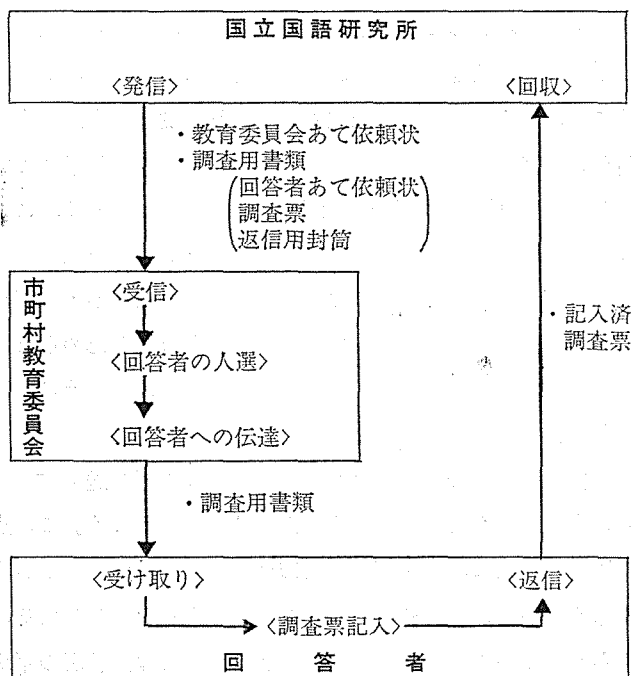 国立国語研究所
〈発信〉
〈回収〉
・教育委員会あて依頼状
・調査用書類
回答者あて依頼状
調査票
返信用封筒
市町村教育委員会
〈受信〉
〈回答者の人選〉
〈回答者への伝達〉
・記入済
調査票
・調査用書類
〈受け取り〉
〈返信〉
〈調査票記入〉
回答者